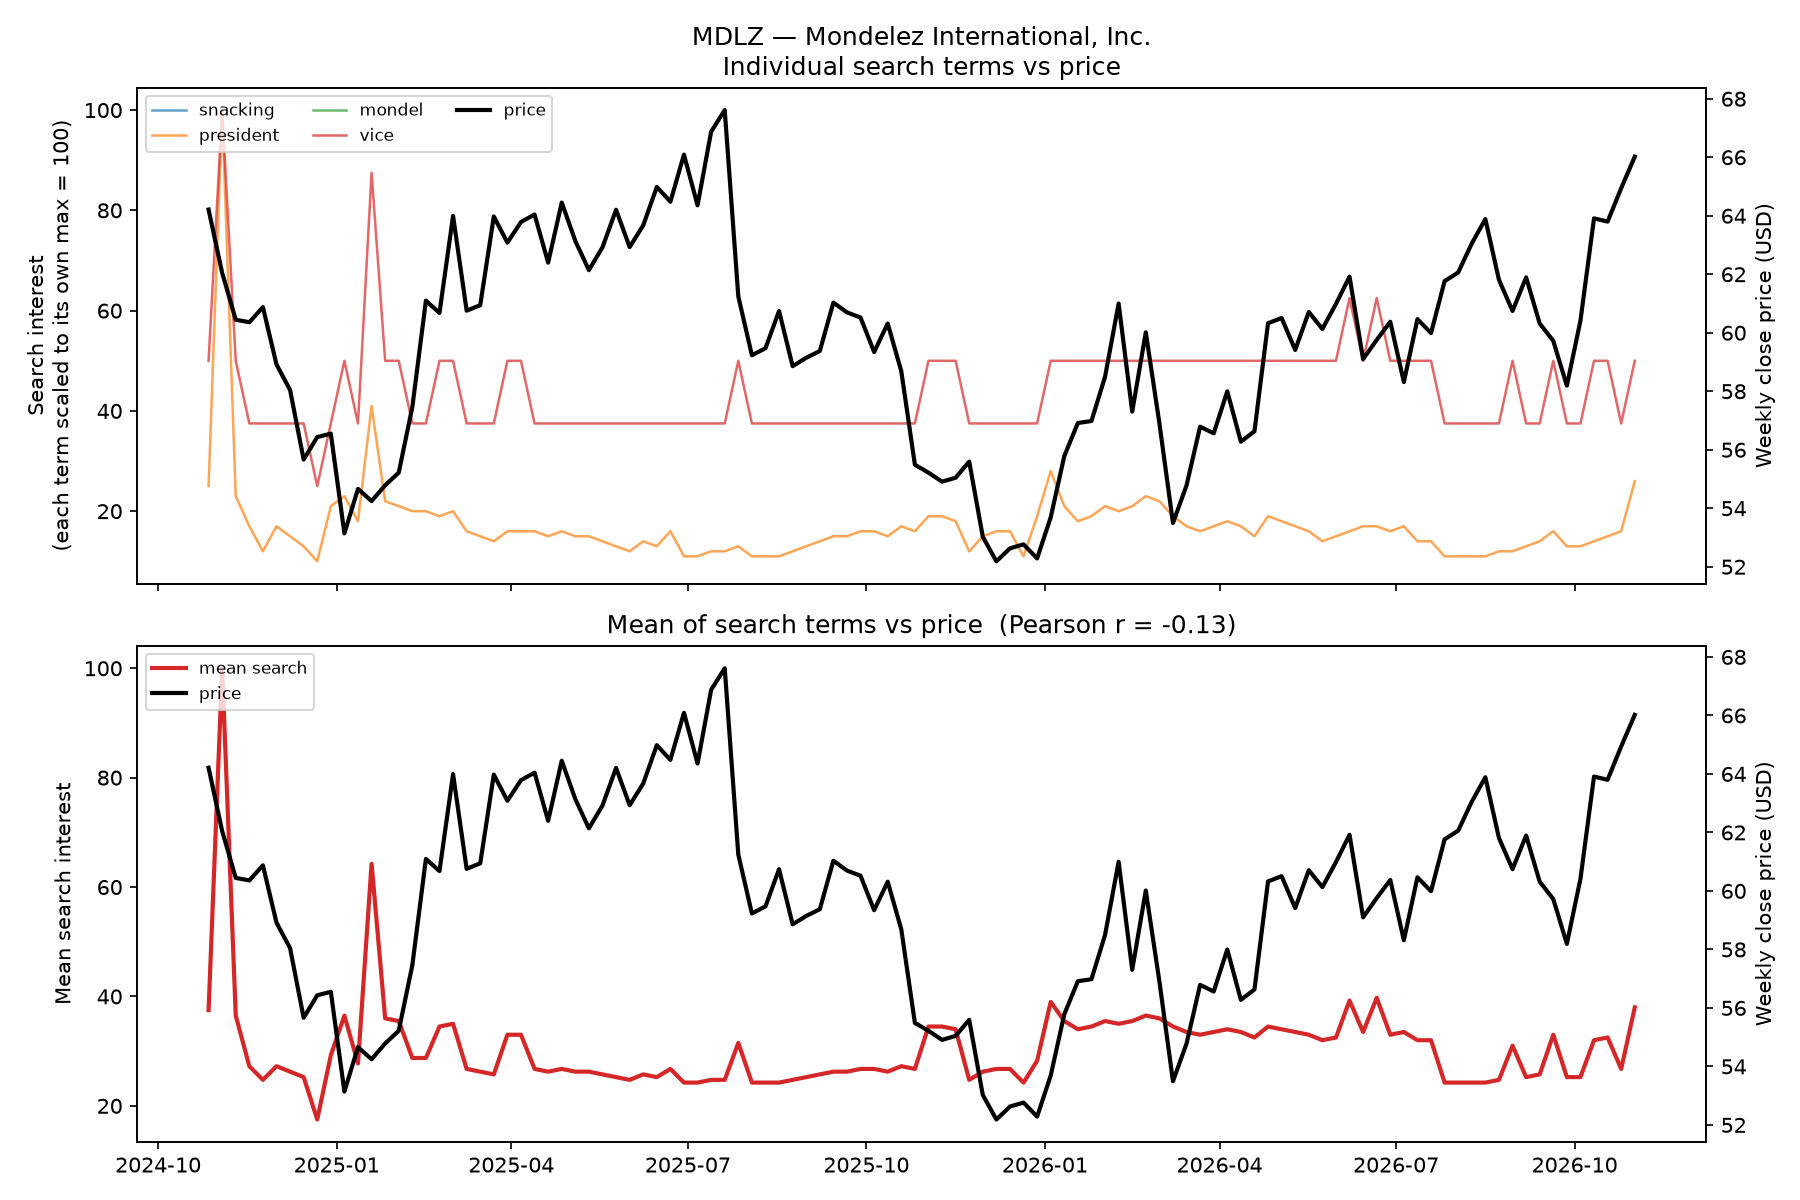 MDLZ — Mondelez International, Inc.
Individual search terms vs price
snacking
president
mondel
vice
price
Search interest
(each term scaled to its own max = 100)
100
80
60
40
20
Weekly close price (USD)
68
66
64
62
60
58
56
54
52
Mean of search terms vs price (Pearson r = -0.13)
mean search
price
Mean search interest
100
80
60
40
20
Weekly close price (USD)
68
66
64
62
60
58
56
54
52
2024-10
2025-01
2025-04
2025-07
2025-10
2026-01
2026-04
2026-07
2026-10